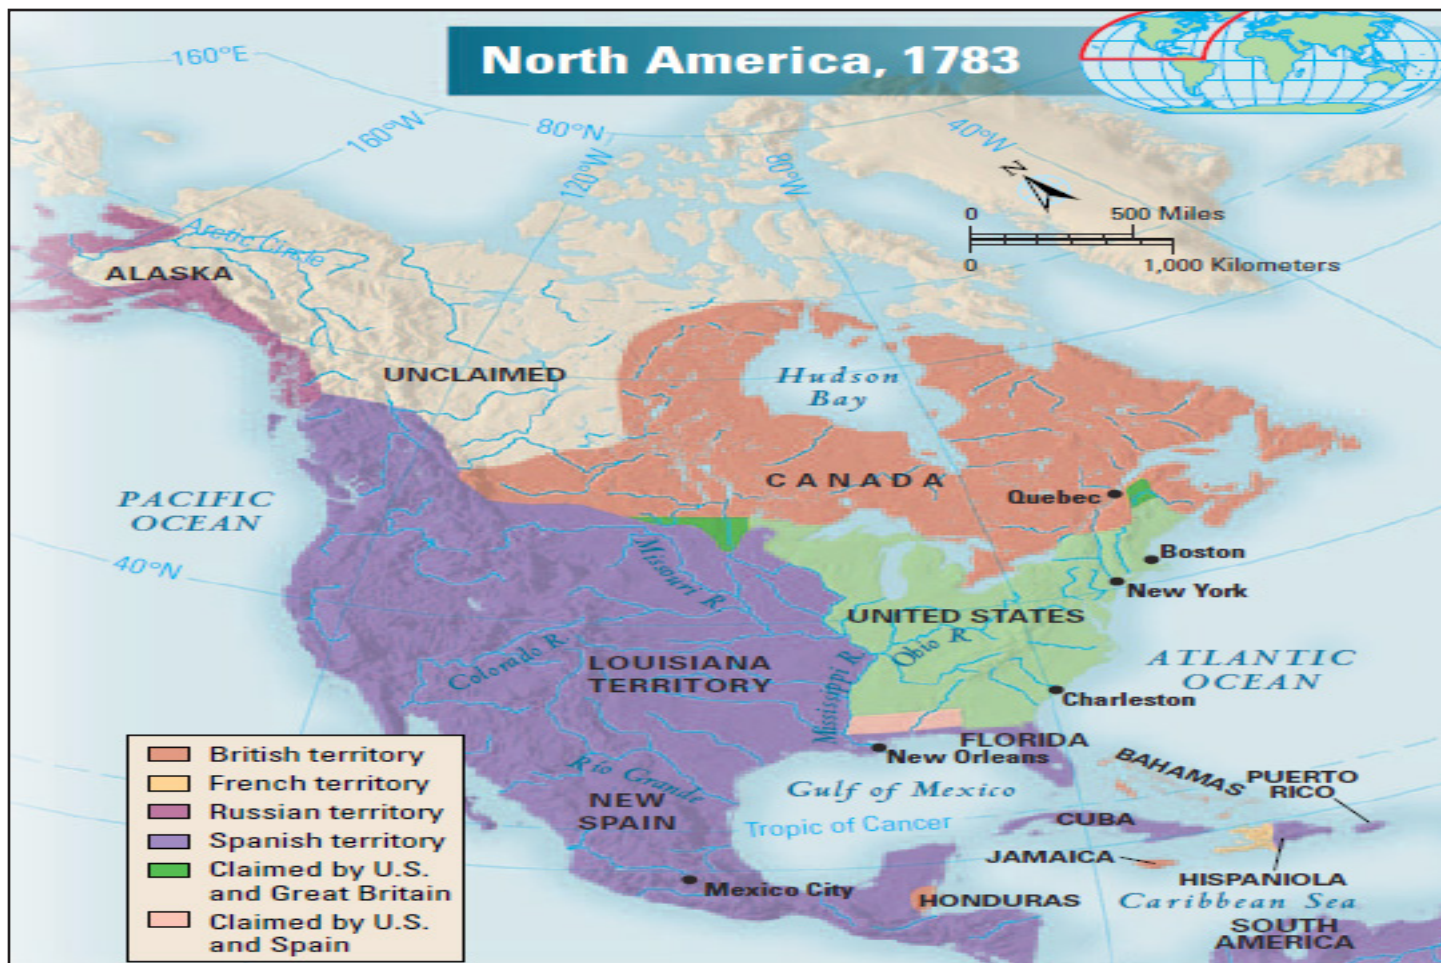 North America, 1783
160°E
160°W
80°N
120°W
80°W
40°W
N
0
500 Miles
0
1,000 Kilometers
Arctic Circle
ALASKA
UNCLAIMED
Hudson
Bay
CANADA
Quebec
PACIFIC
OCEAN
40°N
Missouri R.
Boston
New York
UNITED STATES
Ohio R.
Colorado R.
LOUISIANA
TERRITORY
Mississippi R.
ATLANTIC
OCEAN
Charleston
FLORIDA
New Orleans
Rio Grande
NEW
SPAIN
Gulf of Mexico
BAHAMAS
PUERTO
RICO
Tropic of Cancer
CUBA
JAMAICA
HISPANIOLA
Mexico City
HONDURAS
Caribbean Sea
SOUTH
AMERICA
British territory
French territory
Russian territory
Spanish territory
Claimed by U.S.
and Great Britain
Claimed by U.S.
and Spain